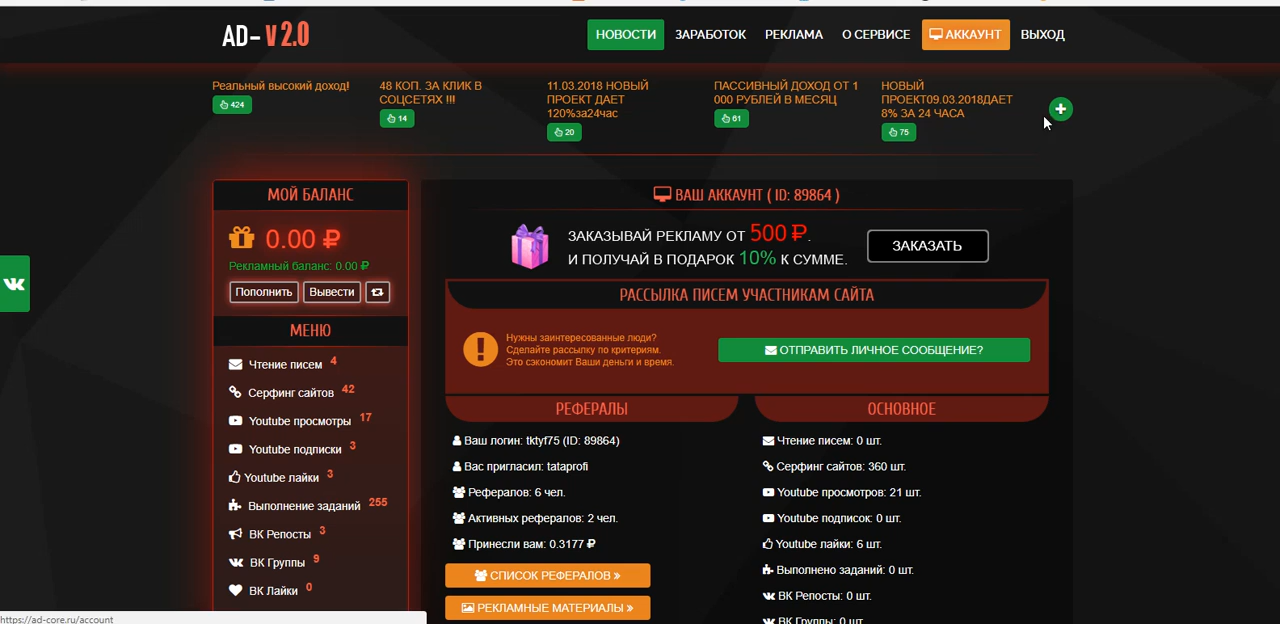 AD- V 2.0
НОВОСТИ
ЗАРАБОТОК
РЕКЛАМА
О СЕРВИСЕ
АККАУНТ
ВЫХОД
Реальный высокий доход!
424
48 КОП. ЗА КЛИК В
СОЦСЕТЯХ !!!
14
11.03.2018 НОВЫЙ
ПРОЕКТ ДАЕТ
120%за24час
20
ПАССИВНЫЙ ДОХОД ОТ 1
000 РУБЛЕЙ В МЕСЯЦ
61
НОВЫЙ
ПРОЕКТ09.03.2018ДАЕТ
8% ЗА 24 ЧАСА
75
МОЙ БАЛАНС
0.00 ₽
Рекламный баланс: 0.00 ₽
Пополнить
Вывести
МЕНЮ
Чтение писем 4
Серфинг сайтов 42
Youtube просмотры 17
Youtube подписки 3
Youtube лайки 3
Выполнение заданий 255
ВК Репосты 3
ВК Группы 9
ВК Лайки 0
ВАШ АККАУНТ ( ID: 89864 )
ЗАКАЗЫВАЙ РЕКЛАМУ ОТ 500 ₽.
И ПОЛУЧАЙ В ПОДАРОК 10% К СУММЕ.
ЗАКАЗАТЬ
РАССЫЛКА ПИСЕМ УЧАСТНИКАМ САЙТА
Нужны заинтересованные люди?
Сделайте рассылку по критериям.
Это сэкономит Ваши деньги и время.
ОТПРАВИТЬ ЛИЧНОЕ СООБЩЕНИЕ?
РЕФЕРАЛЫ
Ваш логин: tktyf75 (ID: 89864)
Вас пригласил: tataprofi
Рефералов: 6 чел.
Активных рефералов: 2 чел.
Принесли вам: 0.3177 ₽
СПИСОК РЕФЕРАЛОВ »
РЕКЛАМНЫЕ МАТЕРИАЛЫ »
ОСНОВНОЕ
Чтение писем: 0 шт.
Серфинг сайтов: 360 шт.
Youtube просмотров: 21 шт.
Youtube подписок: 0 шт.
Youtube лайки: 6 шт.
Выполнено заданий: 0 шт.
ВК Репосты: 0 шт.
ВК Группы: 0 шт.
https://ad-core.ru/account